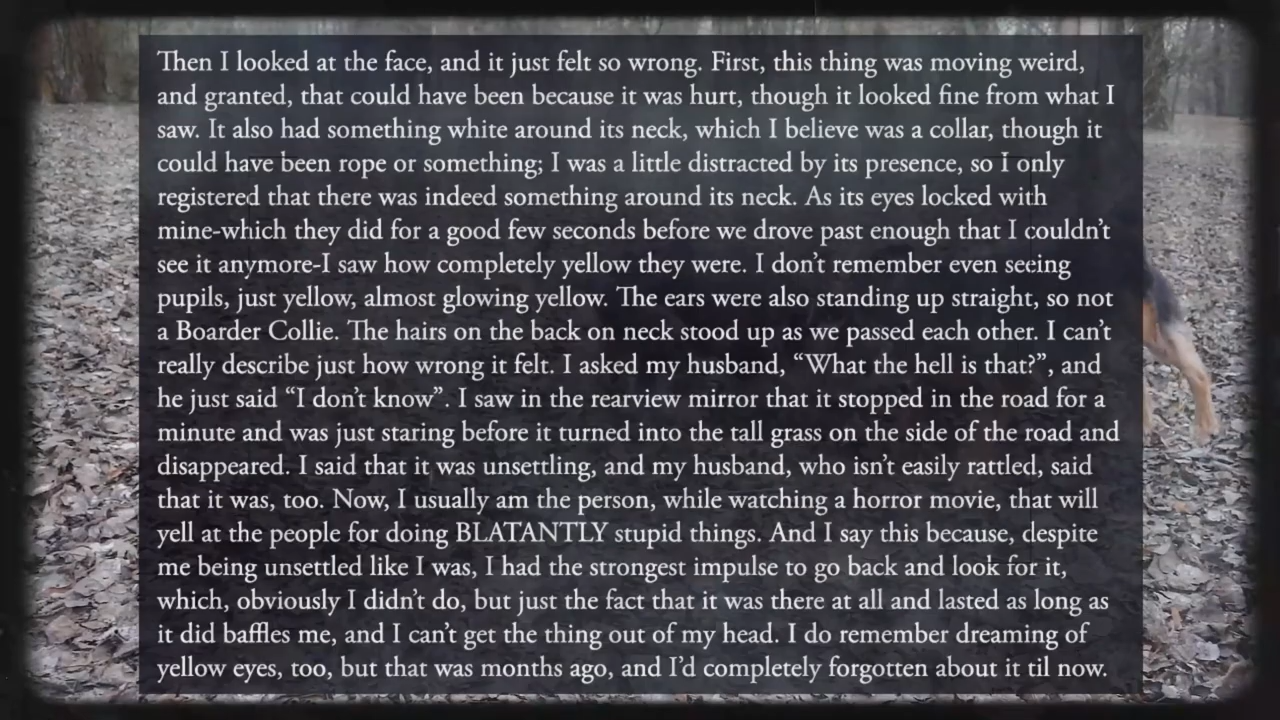 Then I looked at the face, and it just felt so wrong. First, this thing was moving weird,
and granted, that could have been because it was hurt, though it looked fine from what I
saw. It also had something white around its neck, which I believe was a collar, though it
could have been rope or something; I was a little distracted by its presence, so I only
registered that there was indeed something around its neck. As its eyes locked with
mine-which they did for a good few seconds before we drove past enough that I couldn’t
see it anymore-I saw how completely yellow they were. I don’t remember even seeing
pupils, just yellow, almost glowing yellow. The ears were also standing up straight, so not
a Boarder Collie. The hairs on the back on neck stood up as we passed each other. I can’t
really describe just how wrong it felt. I asked my husband, “What the hell is that?”, and
he just said “I don’t know”. I saw in the rearview mirror that it stopped in the road for a
minute and was just staring before it turned into the tall grass on the side of the road and
disappeared. I said that it was unsettling, and my husband, who isn’t easily rattled, said
that it was, too. Now, I usually am the person, while watching a horror movie, that will
yell at the people for doing BLATANTLY stupid things. And I say this because, despite
me being unsettled like I was, I had the strongest impulse to go back and look for it,
which, obviously I didn’t do, but just the fact that it was there at all and lasted as long as
it did baffles me, and I can’t get the thing out of my head. I do remember dreaming of
yellow eyes, too, but that was months ago, and I’d completely forgotten about it til now.